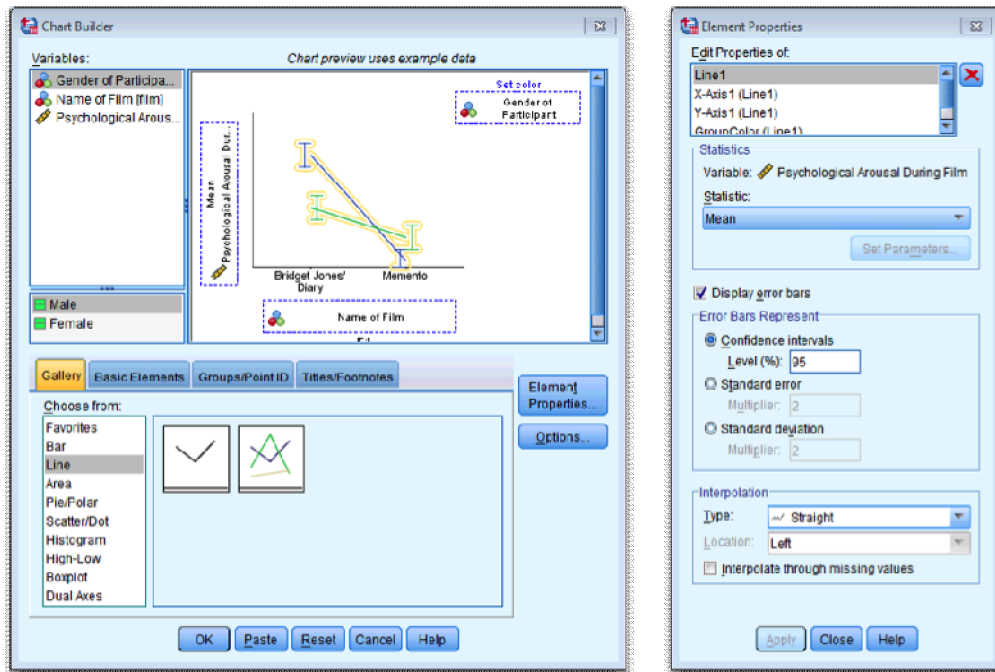 Chart Builder
Variables:
Chart preview uses example data
Gender of Participa...
Name of Film [film]
Psychological Arous...
Male
Female
Set color
Gender of
Participant
Mean
Psychological Arousal Dur...
Bridget Jones'
Diary
Memento
Name of Film
Gallery
Basic Elements
Groups/Point ID
Titles/Footnotes
Choose from:
Favorites
Bar
Line
Area
Pie/Polar
Scatter/Dot
Histogram
High-Low
Boxplot
Dual Axes
Element
Properties...
Options...
OK
Paste
Reset
Cancel
Help
Element Properties
Edit Properties of:
Line1
X-Axis1 (Line1)
Y-Axis1 (Line1)
GroupColor (Line1)
Statistics
Variable: Psychological Arousal During Film
Statistic:
Mean
Set Parameters...
Display error bars
Error Bars Represent
Confidence intervals
Level (%): 95
Standard error
Multiplier: 2
Standard deviation
Multiplier: 2
Interpolation
Type: Straight
Location: Left
Interpolate through missing values
Apply
Close
Help